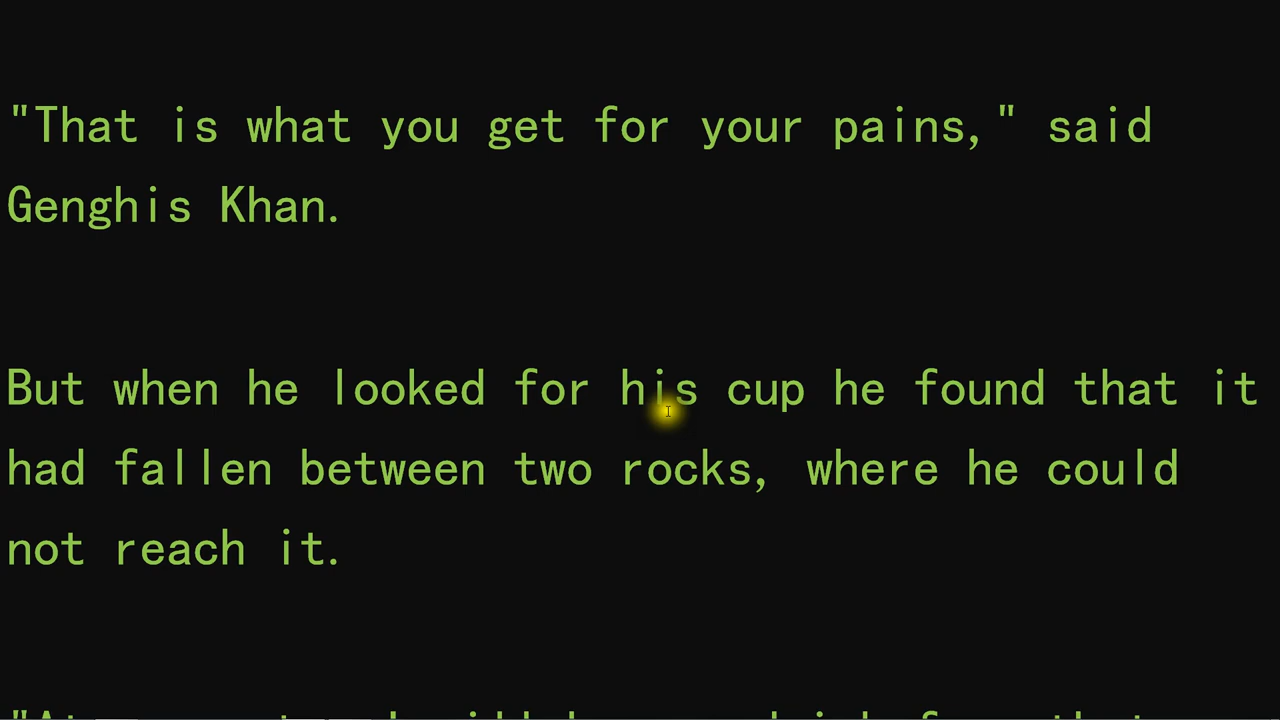 "That is what you get for your pains," said
Genghis Khan.
But when he looked for his cup he found that it
had fallen between two rocks, where he could
not reach it.